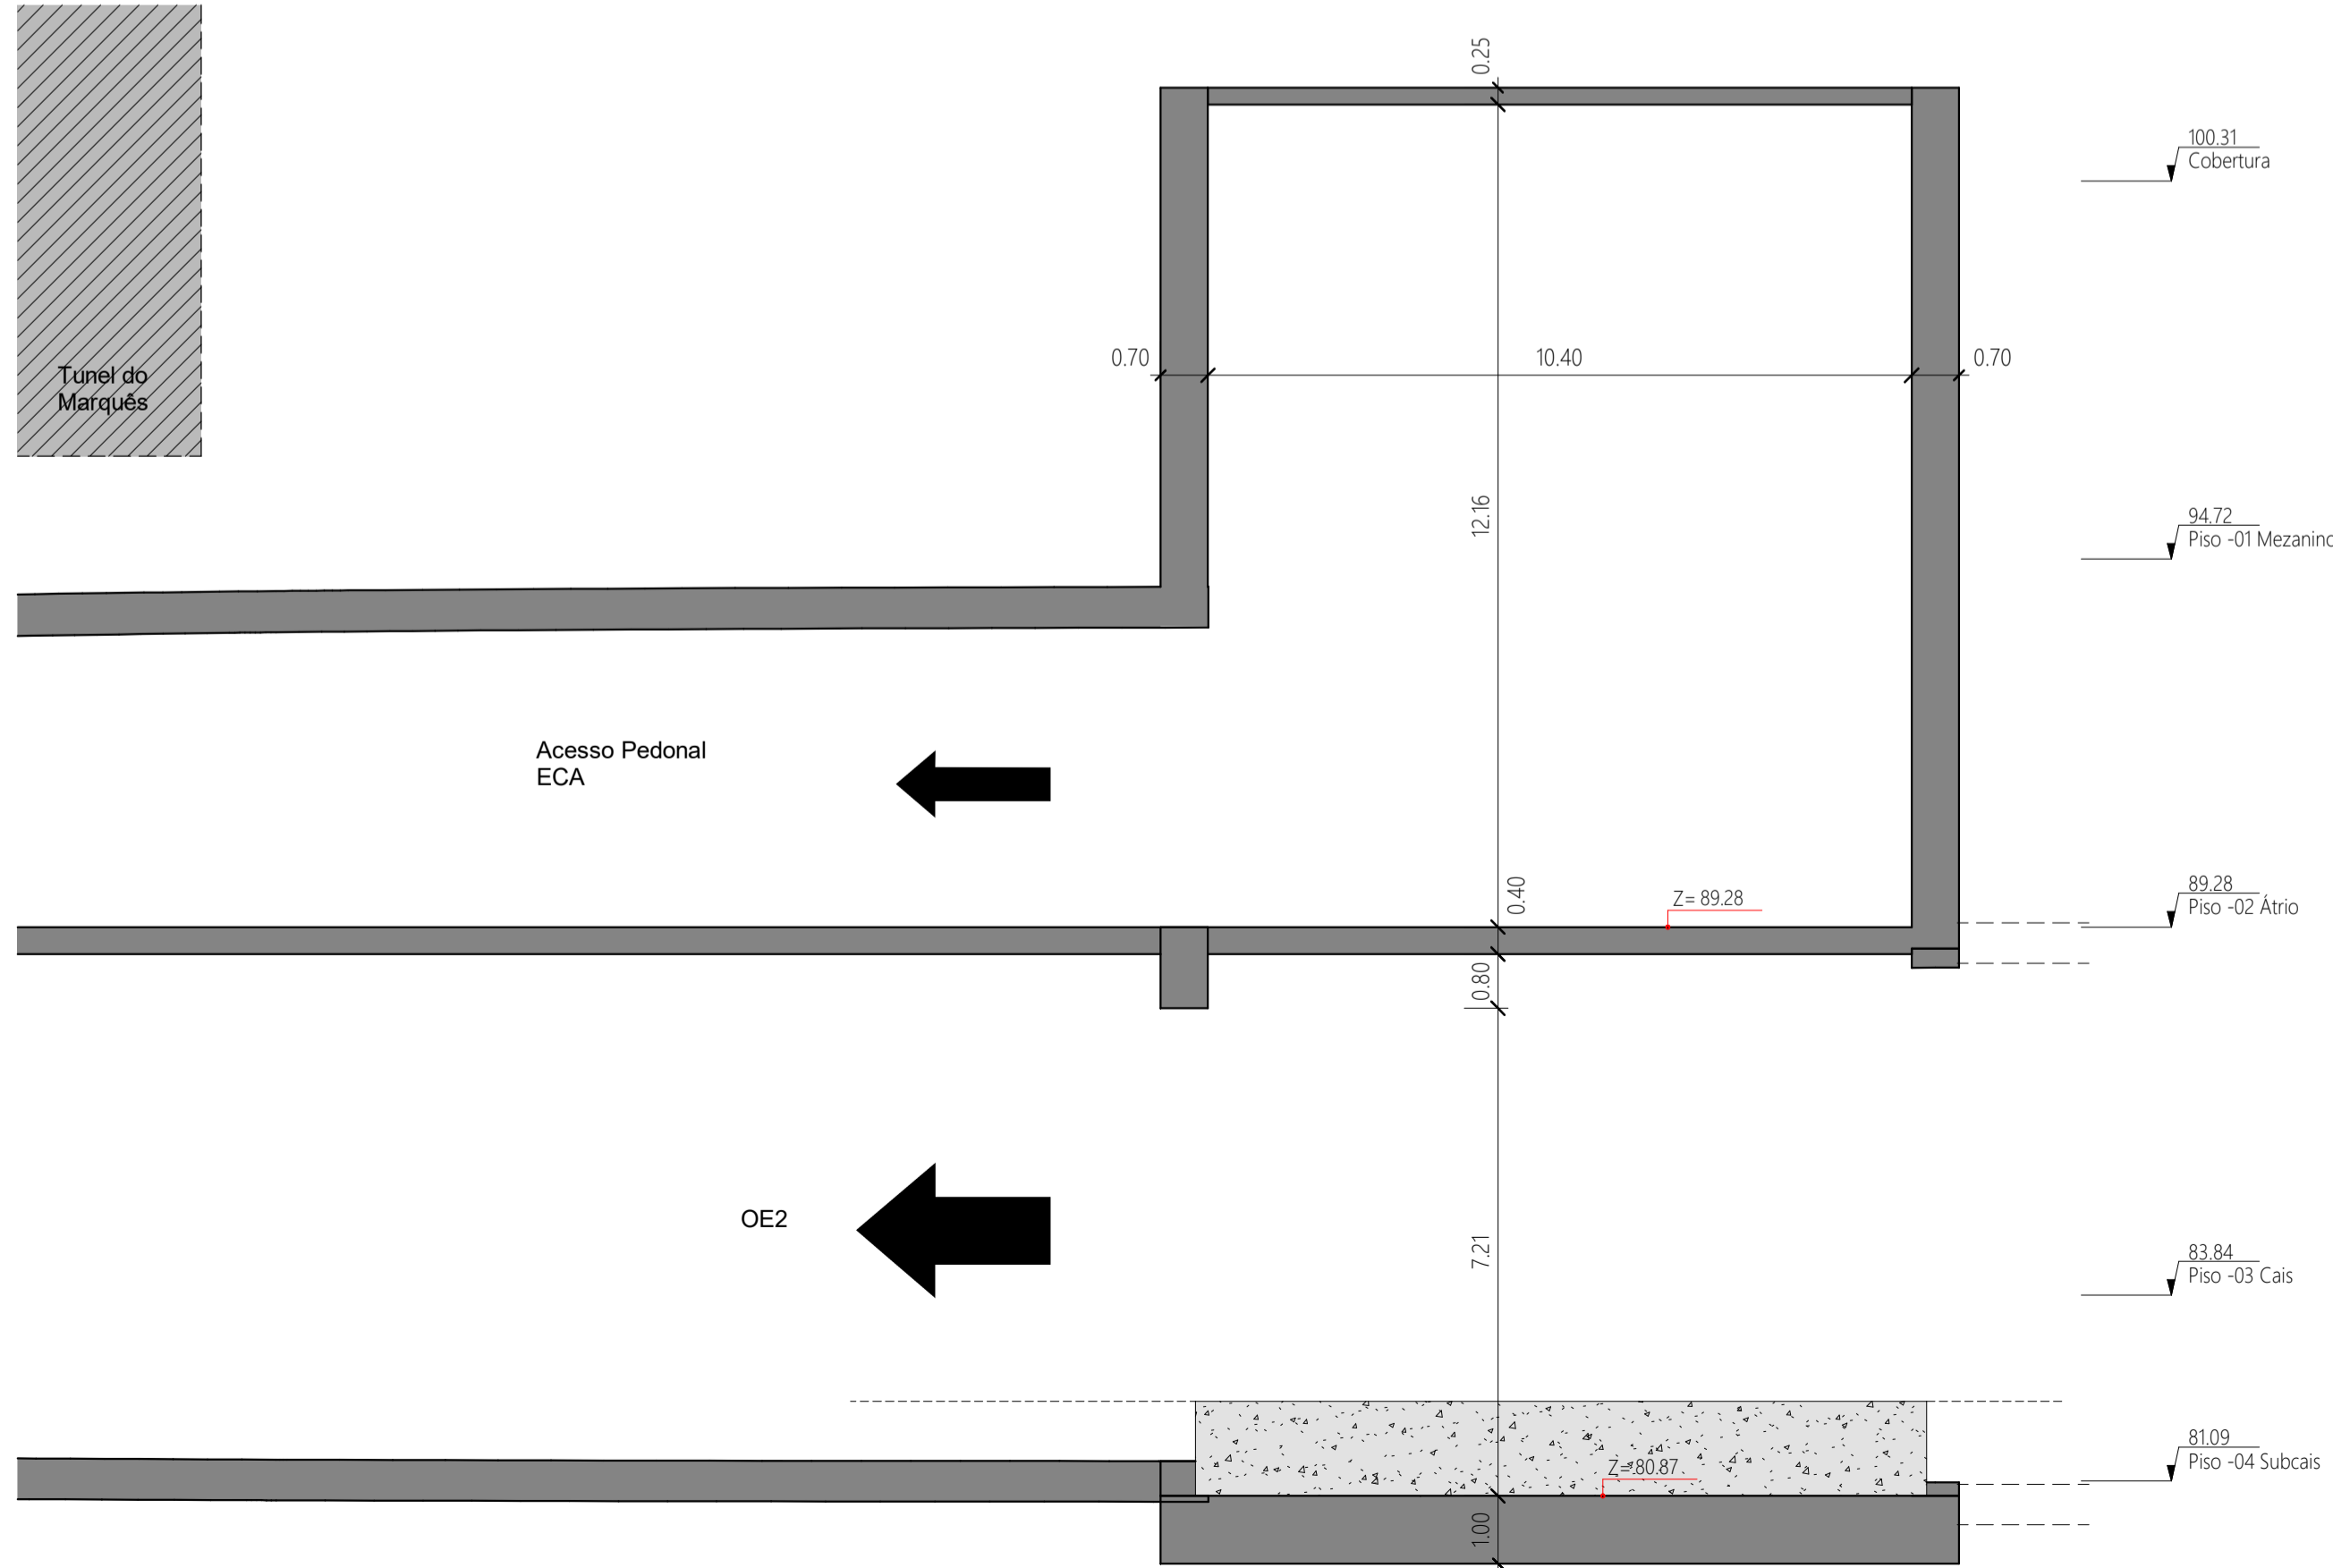 0.25
100.31
Cobertura
0.70
10.40
0.70
Tunel do
Marquês
12.16
94.72
Piso -01 Mezanino
Acesso Pedonal
ECA
0.40
Z= 89.28
89.28
Piso -02 Átrio
0.80
OE2
7.21
83.84
Piso -03 Cais
81.09
Piso -04 Subcais
Z= 80.87
1.00